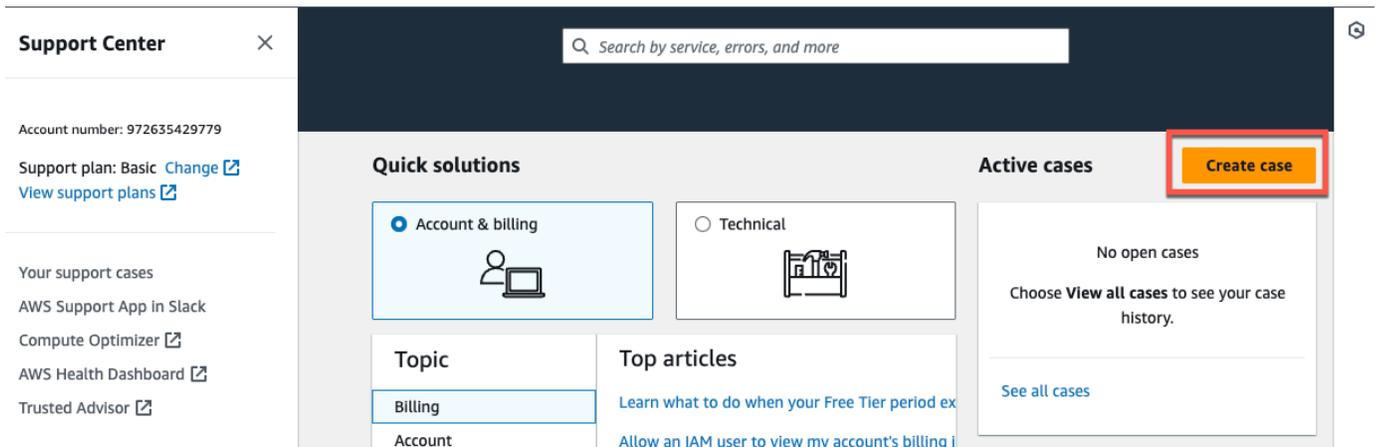 Support Center
Search by service, errors, and more
Account number: 972635429779
Support plan: Basic Change
View support plans
Your support cases
AWS Support App in Slack
Compute Optimizer
AWS Health Dashboard
Trusted Advisor
Quick solutions
Account & billing
Technical
Topic
Billing
Account
Top articles
Learn what to do when your Free Tier period ex
Allow an IAM user to view my account's billing i
Active cases
Create case
No open cases
Choose View all cases to see your case
history.
See all cases